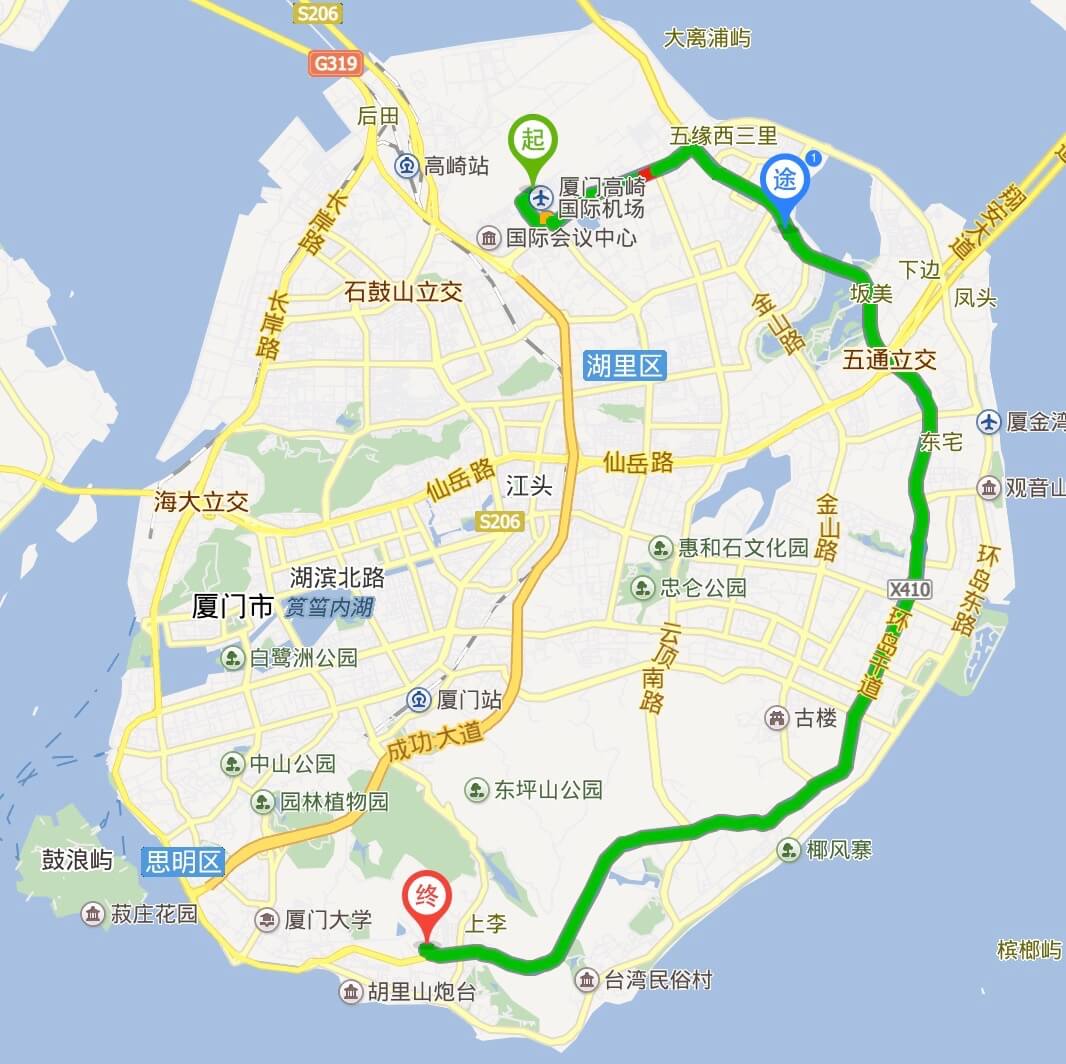 S206
大离浦屿
G319
后田
五缘西三里
起
高崎站
1
途
厦门高崎
国际机场
国际会议中心
长岸路
翔安大道
道
下边
石鼓山立交
坂美
凤头
金山路
长岸路
五通立交
湖里区
厦金湾
东宅
仙岳路
仙岳路
江头
观音山
海大立交
S206
金山路
惠和石文化园
环岛东路
湖滨北路
忠仑公园
X410
厦门市
筼筜内湖
环岛干道
云顶南路
白鹭洲公园
厦门站
古楼
成功大道
中山公园
东坪山公园
园林植物园
椰风寨
鼓浪屿
思明区
终
菽庄花园
厦门大学
上李
槟榔屿
台湾民俗村
胡里山炮台